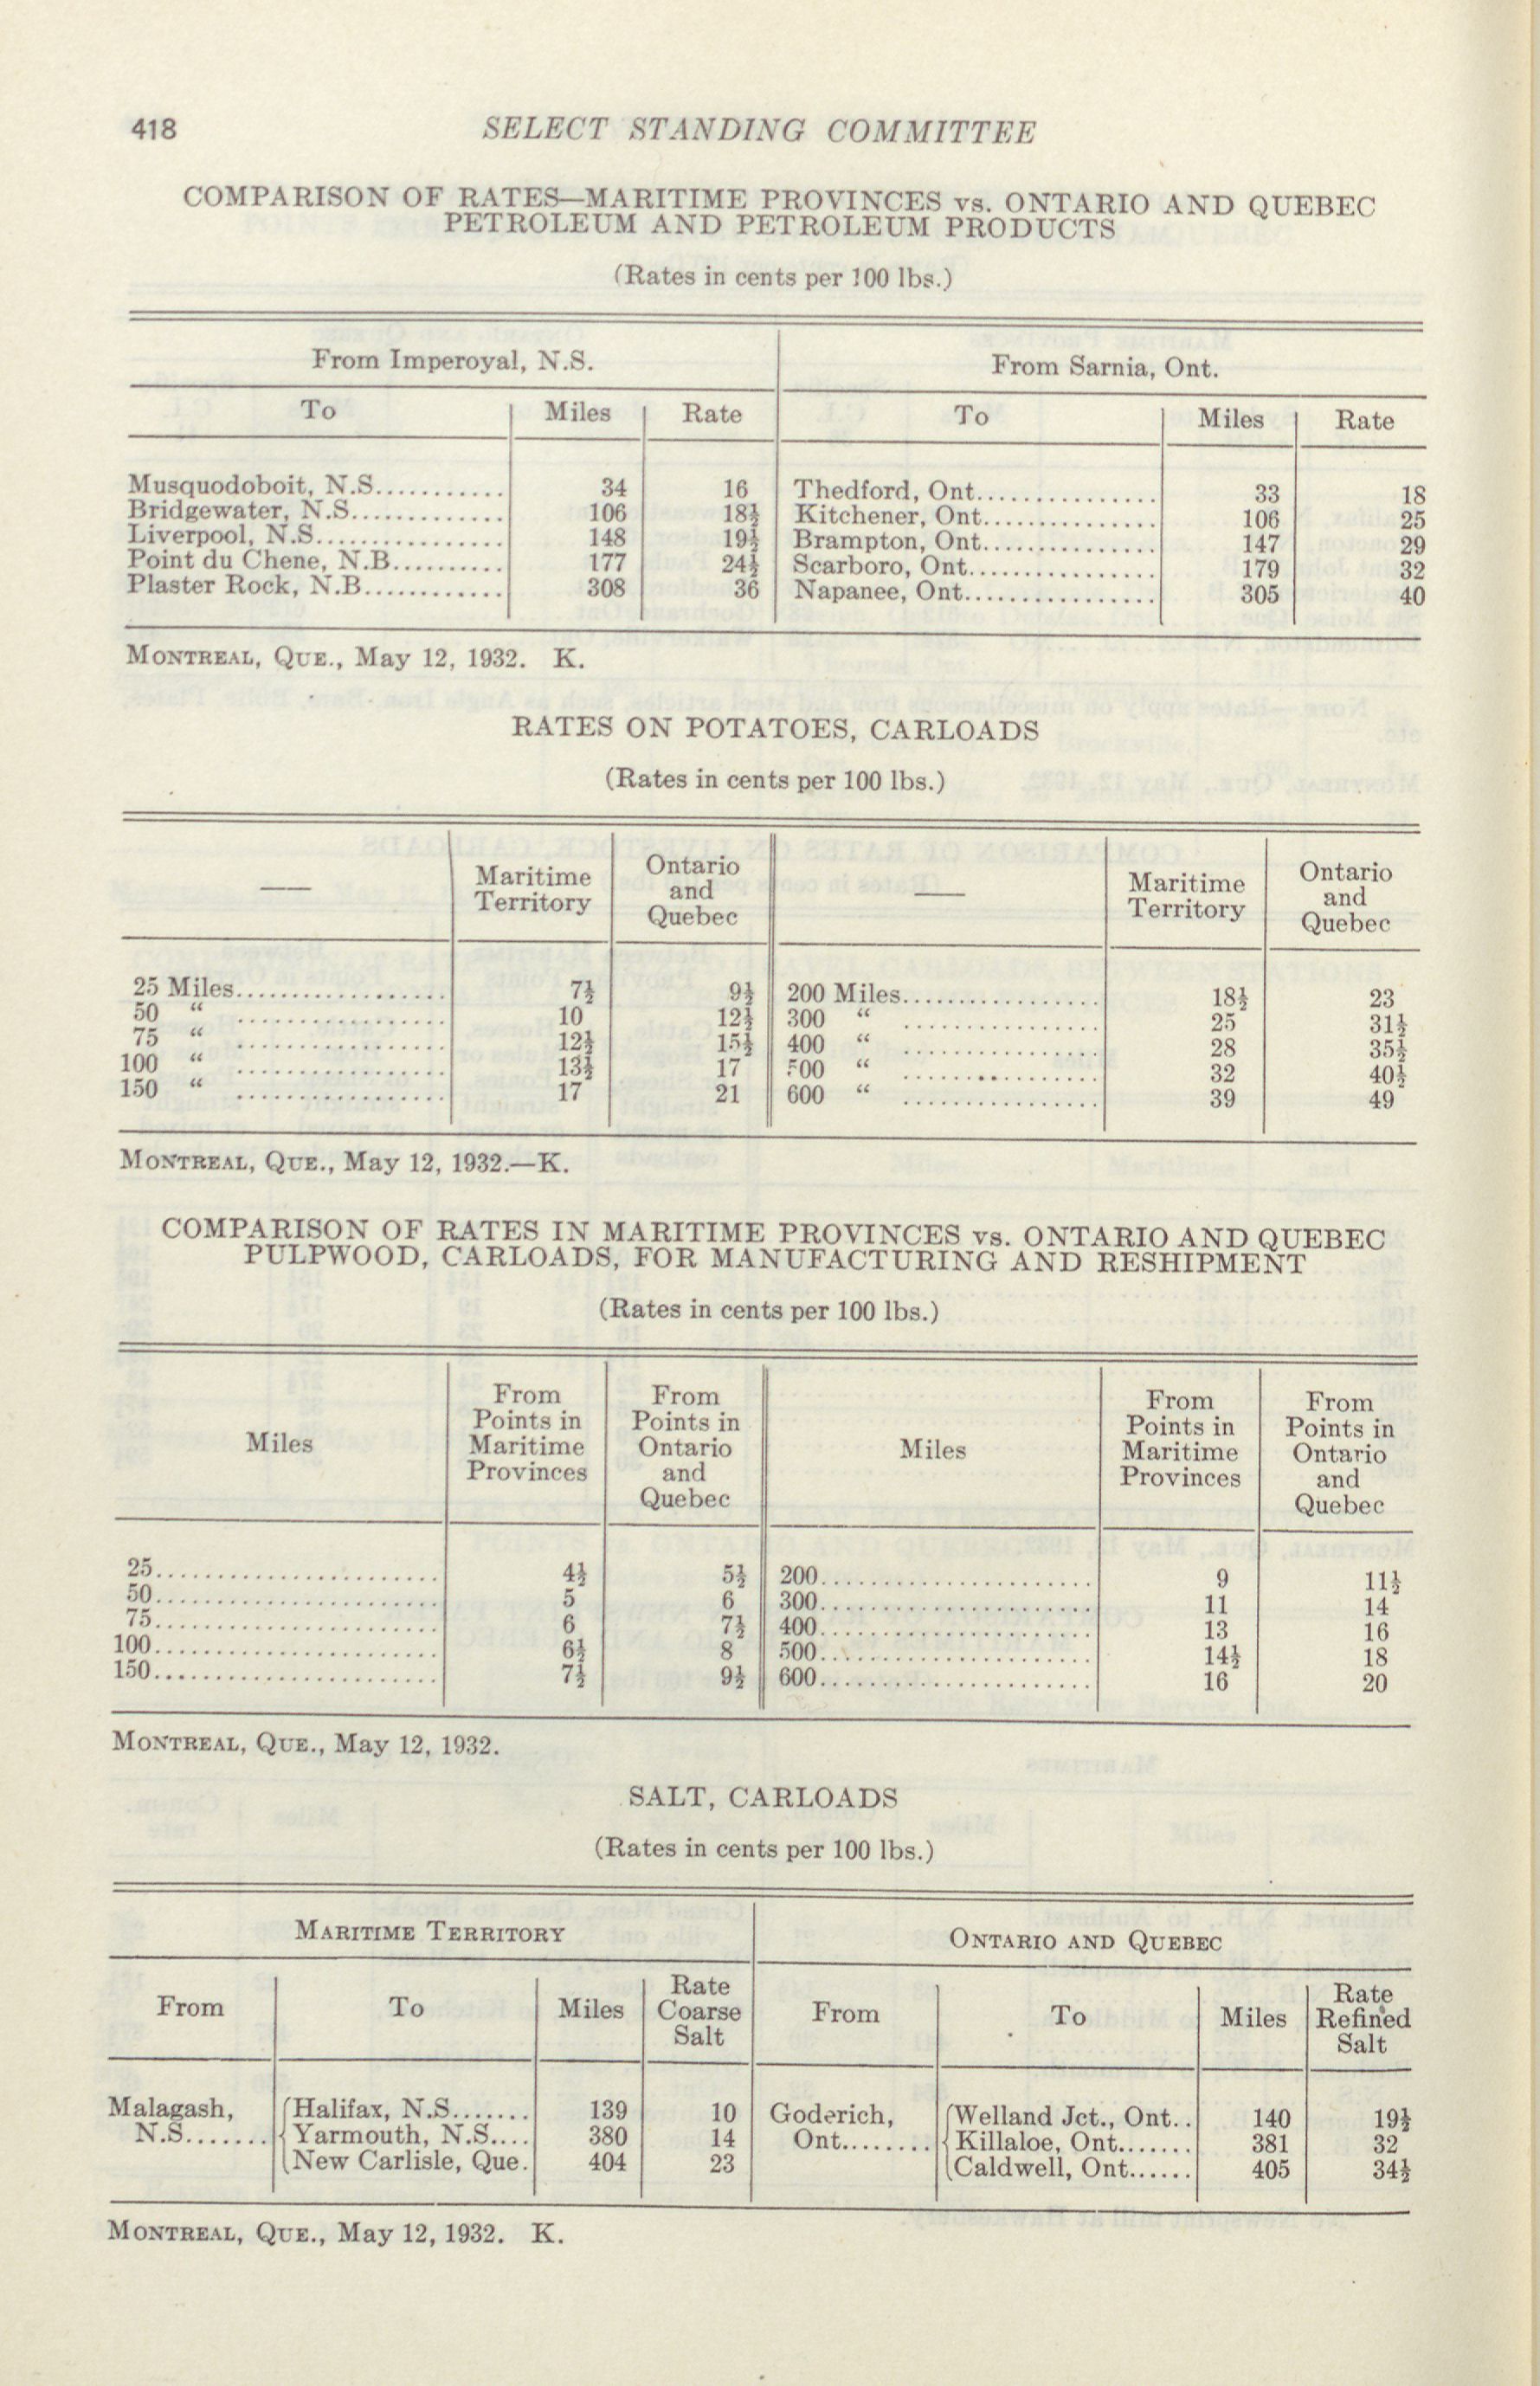 418 SELECT STANDING COMMITTEE
COMPARISON OF RATES—MARITIME PROVINCES vs. ONTARIO AND QUEBEC
PETROLEUM AND PETROLEUM PRODUCTS
(Rates in cents per 100 lbs.)
From Imperoyal, N.S. From Sarnia, Ont.
To Miles Rate To Miles Rate
Musquodoboit, N.S............ 34 16 Thedford, Ont............... 33 18
Bridgewater, N.S............. 106 18½ Kitchener, Ont............... 106 25
Liverpool, N.S................ 148 19½ Brampton, Ont............... 147 29
Point du Chene, N.B.......... 177 24½ Scarboro, Ont................ 179 32
Plaster Rock, N.B............ 308 36 Napanee, Ont................. 305 40
MONTREAL, QUE., May 12, 1932. K.
RATES ON POTATOES, CARLOADS
(Rates in cents per 100 lbs.)
—— Maritime Territory Ontario and Quebec —— Maritime Territory Ontario and Quebec
25 Miles.................. 7½ 9½ 200 Miles................. 18½ 23
50 “ .................. 10 12½ 300 “ ................ 25 31½
75 “ .................. 12½ 15½ 400 “ ................ 28 35½
100 “ .................. 13½ 17 500 “ ................ 32 40½
150 “ .................. 17 21 600 “ ................ 39 49
MONTREAL, QUE., May 12, 1932.—K.
COMPARISON OF RATES IN MARITIME PROVINCES vs. ONTARIO AND QUEBEC
PULPWOOD, CARLOADS, FOR MANUFACTURING AND RESHIPMENT
(Rates in cents per 100 lbs.)
Miles From Points in Maritime Provinces From Points in Ontario and Quebec Miles From Points in Maritime Provinces From Points in Ontario and Quebec
25........................ 4½ 5½ 200........................ 9 11½
50........................ 5 6 300........................ 11 14
75........................ 6 7½ 400........................ 13 16
100........................ 6½ 8 500........................ 14½ 18
150........................ 7½ 9½ 600........................ 16 20
MONTREAL, QUE., May 12, 1932.
SALT, CARLOADS
(Rates in cents per 100 lbs.)
MARITIME TERRITORY ONTARIO AND QUEBEC
From To Miles Rate Coarse Salt From To Miles Rate Refined Salt
Malagash, Halifax, N.S....... 139 10 Goderich, Welland Jct., Ont.. 140 19½
N.S....... Yarmouth, N.S.... 380 14 Ont........ Killaloe, Ont....... 381 32
New Carlisle, Que. 404 23 Caldwell, Ont...... 405 34½
MONTREAL, QUE., May 12, 1932. K.